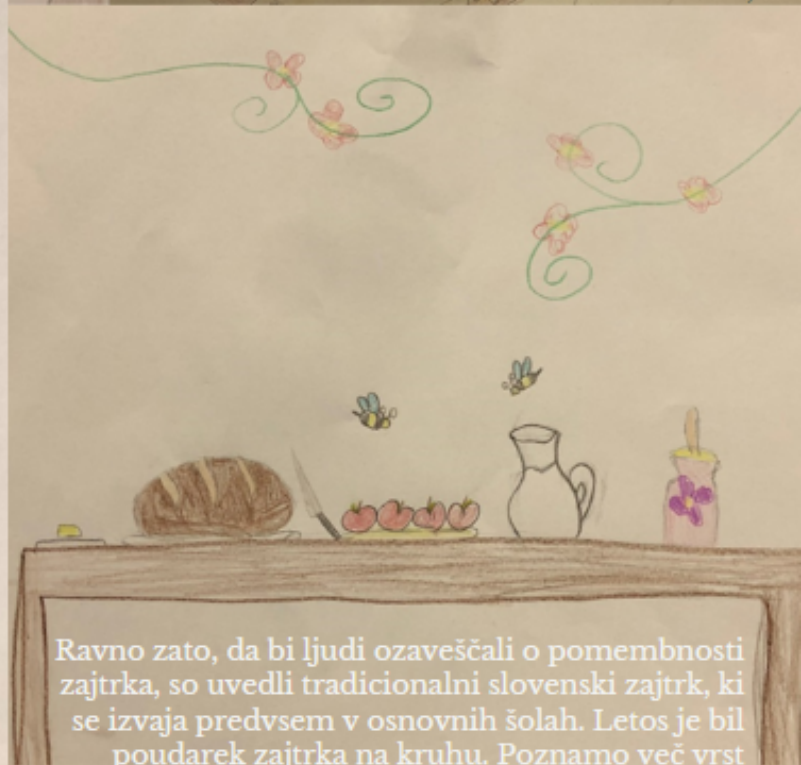 Ravno zato, da bi ljudi ozaveščali o pomembnosti
zajtrka, so uvedli tradicionalni slovenski zajtrk, ki
se izvaja predvsem v osnovnih šolah. Letos je bil
poudarek zajtrka na kruhu. Poznamo več vrst